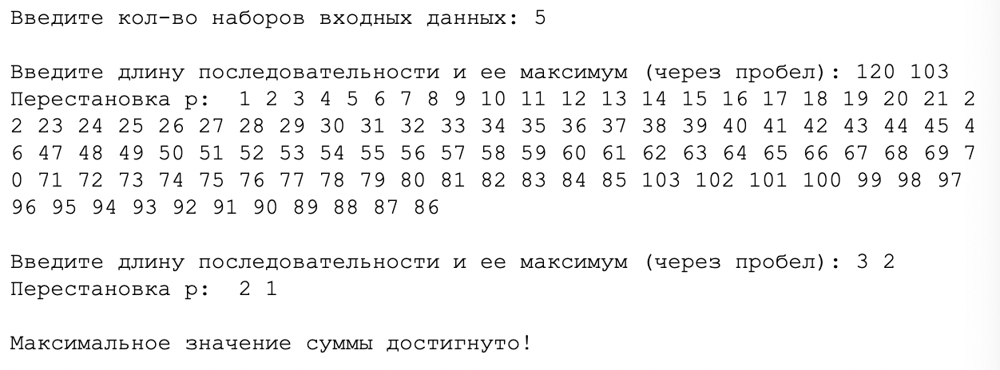 Введите кол-во наборов входных данных: 5
Введите длину последовательности и ее максимум (через пробел): 120 103
Перестановка p:  1 2 3 4 5 6 7 8 9 10 11 12 13 14 15 16 17 18 19 20 21 2
2 23 24 25 26 27 28 29 30 31 32 33 34 35 36 37 38 39 40 41 42 43 44 45 4
6 47 48 49 50 51 52 53 54 55 56 57 58 59 60 61 62 63 64 65 66 67 68 69 7
0 71 72 73 74 75 76 77 78 79 80 81 82 83 84 85 103 102 101 100 99 98 97
96 95 94 93 92 91 90 89 88 87 86
Введите длину последовательности и ее максимум (через пробел): 3 2
Перестановка p:  2 1
Максимальное значение суммы достигнуто!